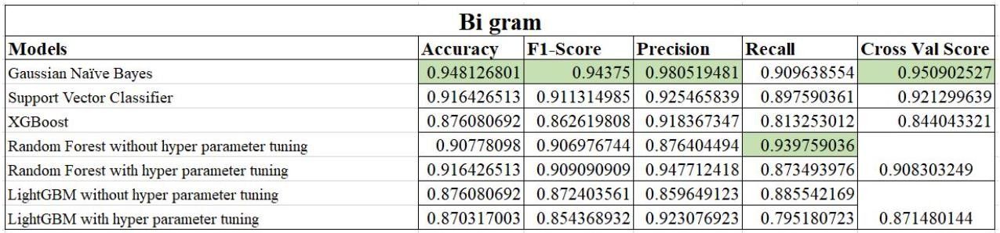 Bi gram
Models Accuracy F1-Score Precision Recall Cross Val Score
Gaussian Naïve Bayes 0.948126801 0.94375 0.980519481 0.909638554 0.950902527
Support Vector Classifier 0.916426513 0.911314985 0.925465839 0.897590361 0.921299639
XGBoost 0.876080692 0.862619808 0.918367347 0.813253012 0.844043321
Random Forest without hyper parameter tuning 0.90778098 0.906976744 0.876404494 0.939759036
Random Forest with hyper parameter tuning 0.916426513 0.909090909 0.947712418 0.873493976 0.908303249
LightGBM without hyper parameter tuning 0.876080692 0.872403561 0.859649123 0.885542169
LightGBM with hyper parameter tuning 0.870317003 0.854368932 0.923076923 0.795180723 0.871480144